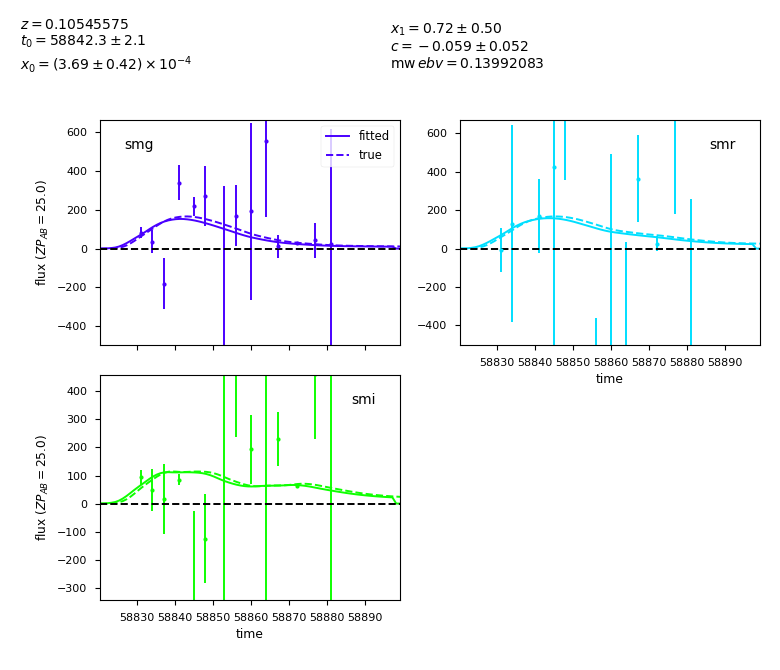 z = 0.10545575
t₀ = 58842.3 ± 2.1
x₀ = (3.69 ± 0.42) × 10⁻⁴
x₁ = 0.72 ± 0.50
c = −0.059 ± 0.052
mw ebv = 0.13992083
smg
fitted
true
600
400
200
0
−200
−400
flux (ZP_AB = 25.0)
smr
600
400
200
0
−200
−400
58830 58840 58850 58860 58870 58880 58890
time
smi
400
300
200
100
0
−100
−200
−300
flux (ZP_AB = 25.0)
58830 58840 58850 58860 58870 58880 58890
time